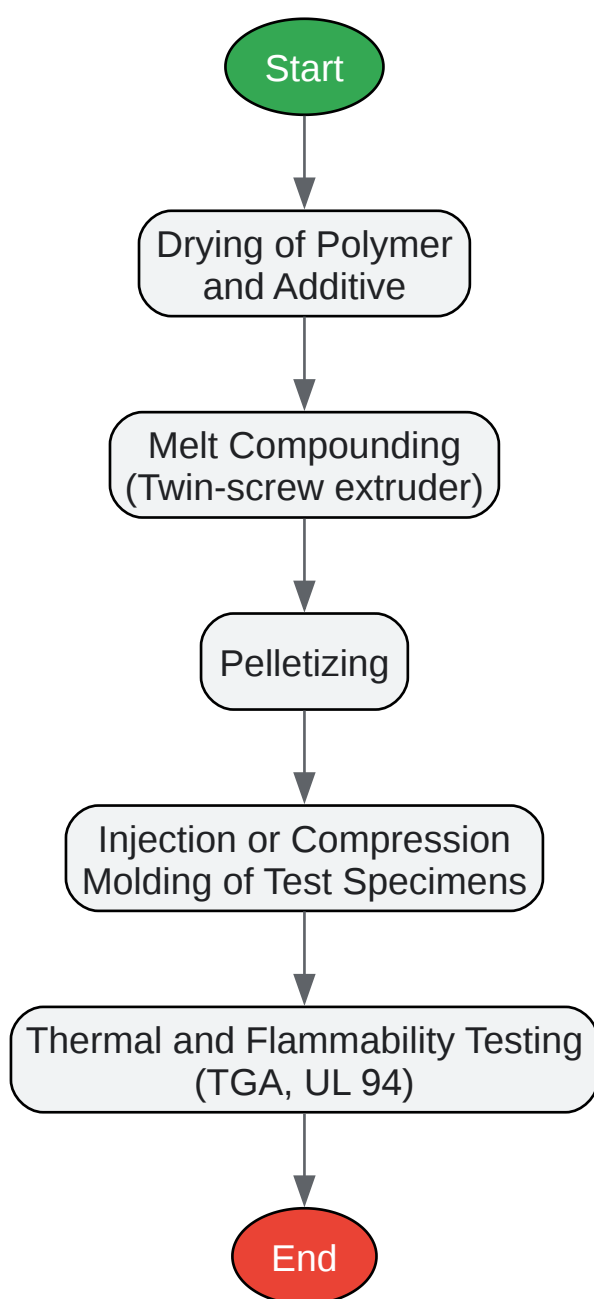 Start
Drying of Polymer
and Additive
Melt Compounding
(Twin-screw extruder)
Pelletizing
Injection or Compression
Molding of Test Specimens
Thermal and Flammability Testing
(TGA, UL 94)
End